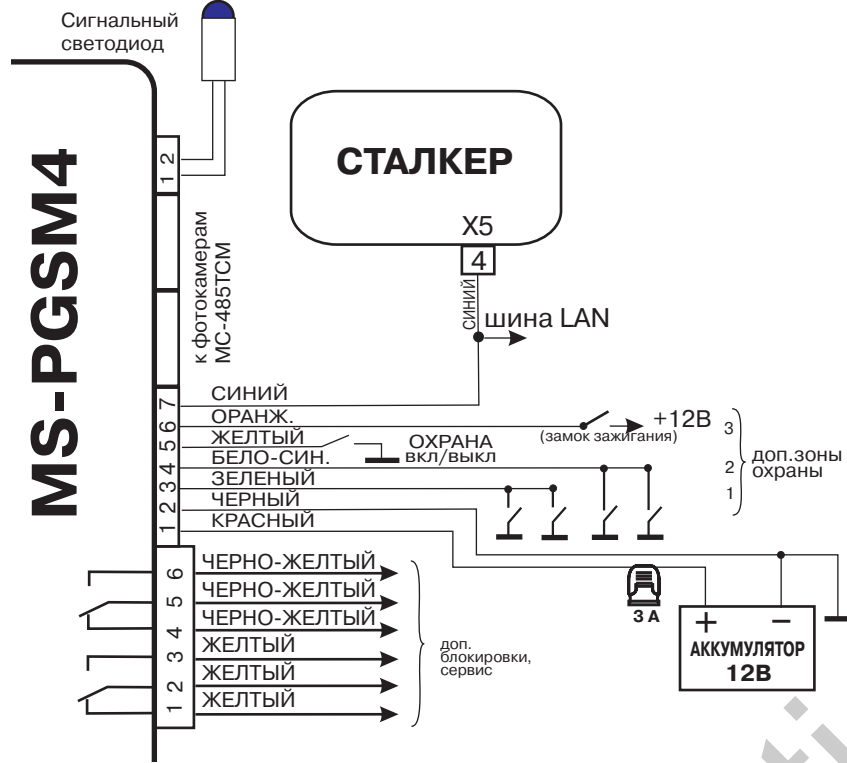 Сигнальный
светодиод
MS-PGSM4
1 2
СТАЛКЕР
X5
4
синий
шина LAN
к фотокамерам
МС-485ТСМ
7
СИНИЙ
6
ОРАНЖ.
+12В
3
(замок зажигания)
5
ЖЕЛТЫЙ
ОХРАНА
вкл/выкл
4
БЕЛО-СИН.
2
доп.зоны
охраны
3
ЗЕЛЕНЫЙ
1
2
ЧЕРНЫЙ
1
КРАСНЫЙ
6
ЧЕРНО-ЖЕЛТЫЙ
5
ЧЕРНО-ЖЕЛТЫЙ
4
ЧЕРНО-ЖЕЛТЫЙ
3
ЖЕЛТЫЙ
2
ЖЕЛТЫЙ
1
ЖЕЛТЫЙ
доп.
блокировки,
сервис
3 А
+ −
АККУМУЛЯТОР
12В